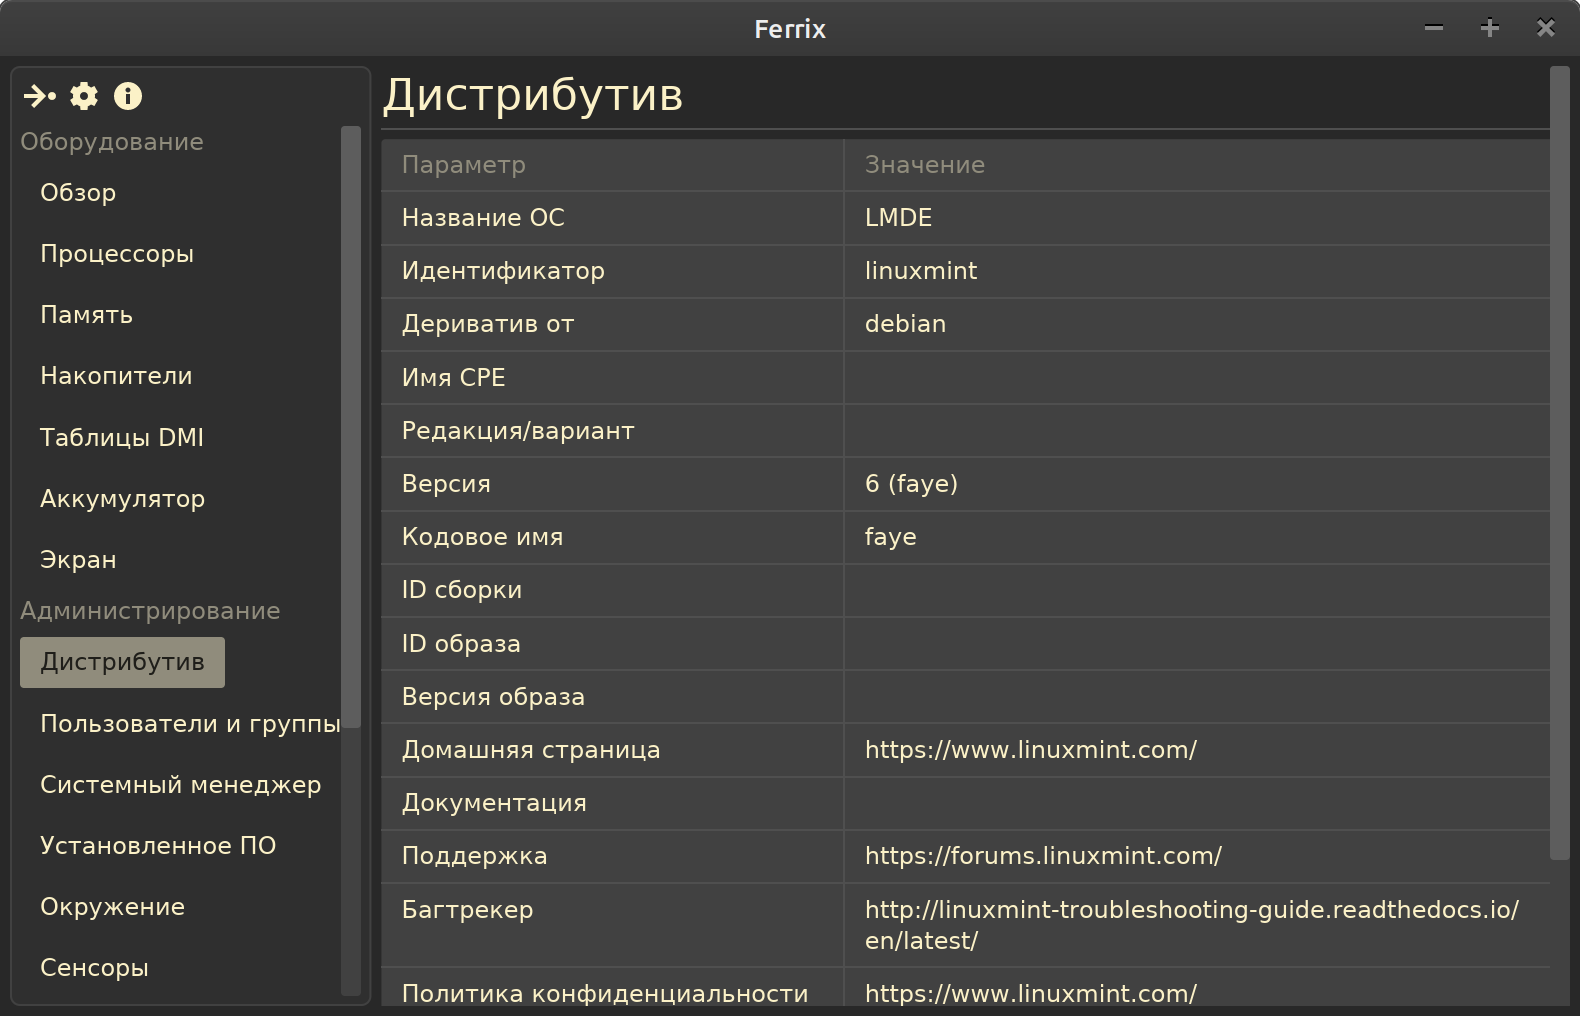 Ferrix
Оборудование
Обзор
Процессоры
Память
Накопители
Таблицы DMI
Аккумулятор
Экран
Администрирование
Дистрибутив
Пользователи и группы
Системный менеджер
Установленное ПО
Окружение
Сенсоры
Дистрибутив
Параметр Значение
Название ОС LMDE
Идентификатор linuxmint
Дериватив от debian
Имя CPE
Редакция/вариант
Версия 6 (faye)
Кодовое имя faye
ID сборки
ID образа
Версия образа
Домашняя страница https://www.linuxmint.com/
Документация
Поддержка https://forums.linuxmint.com/
Багтрекер http://linuxmint-troubleshooting-guide.readthedocs.io/
en/latest/
Политика конфиденциальности https://www.linuxmint.com/